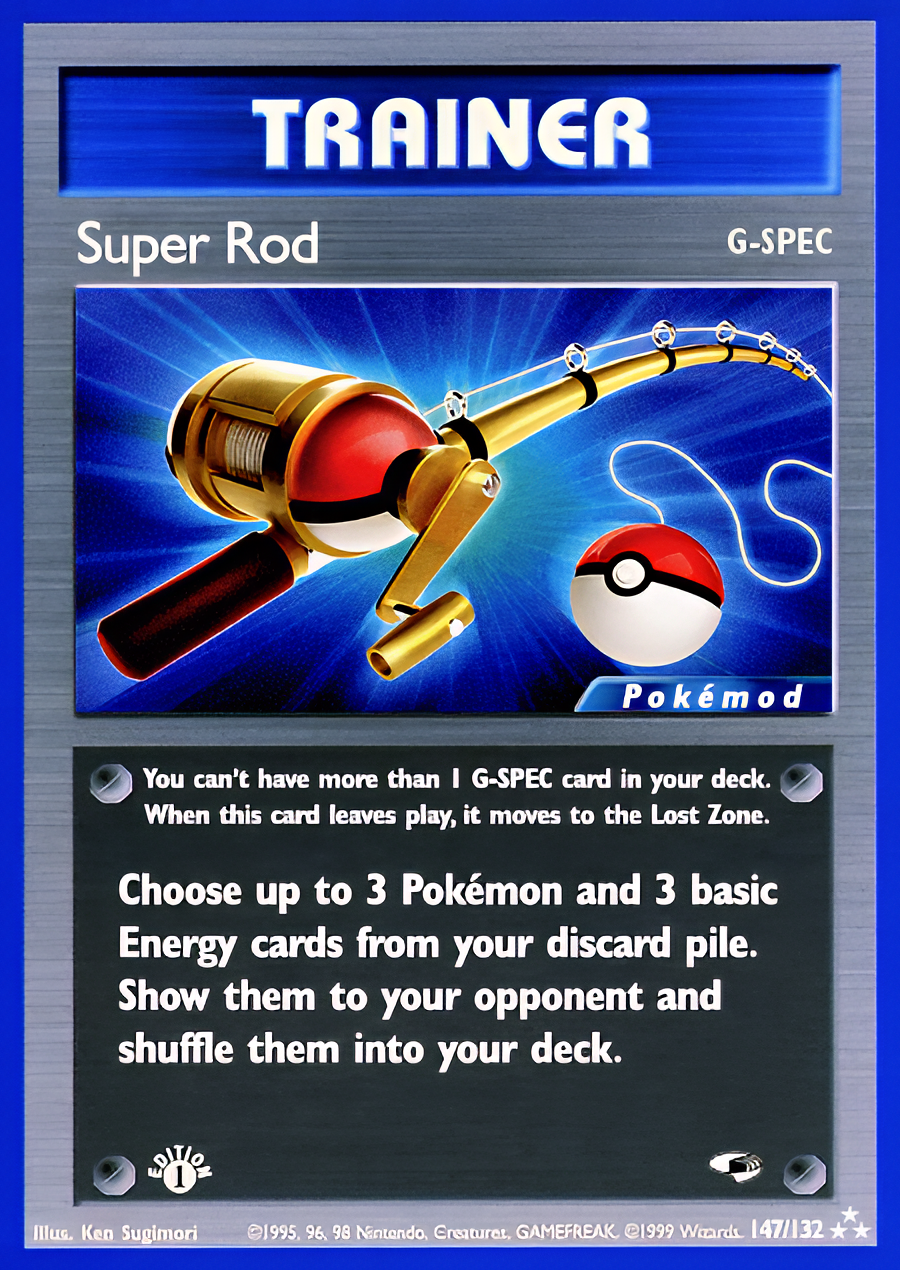 TRAINER
Super Rod
G-SPEC
Pokémod
You can't have more than 1 G-SPEC card in your deck.
When this card leaves play, it moves to the Lost Zone.
Choose up to 3 Pokémon and 3 basic
Energy cards from your discard pile.
Show them to your opponent and
shuffle them into your deck.
EDITION
1
Illus. Ken Sugimori
©1995, 96, 98 Nintendo, Creatures, GAMEFREAK. ©1999 Wizards.
147/132